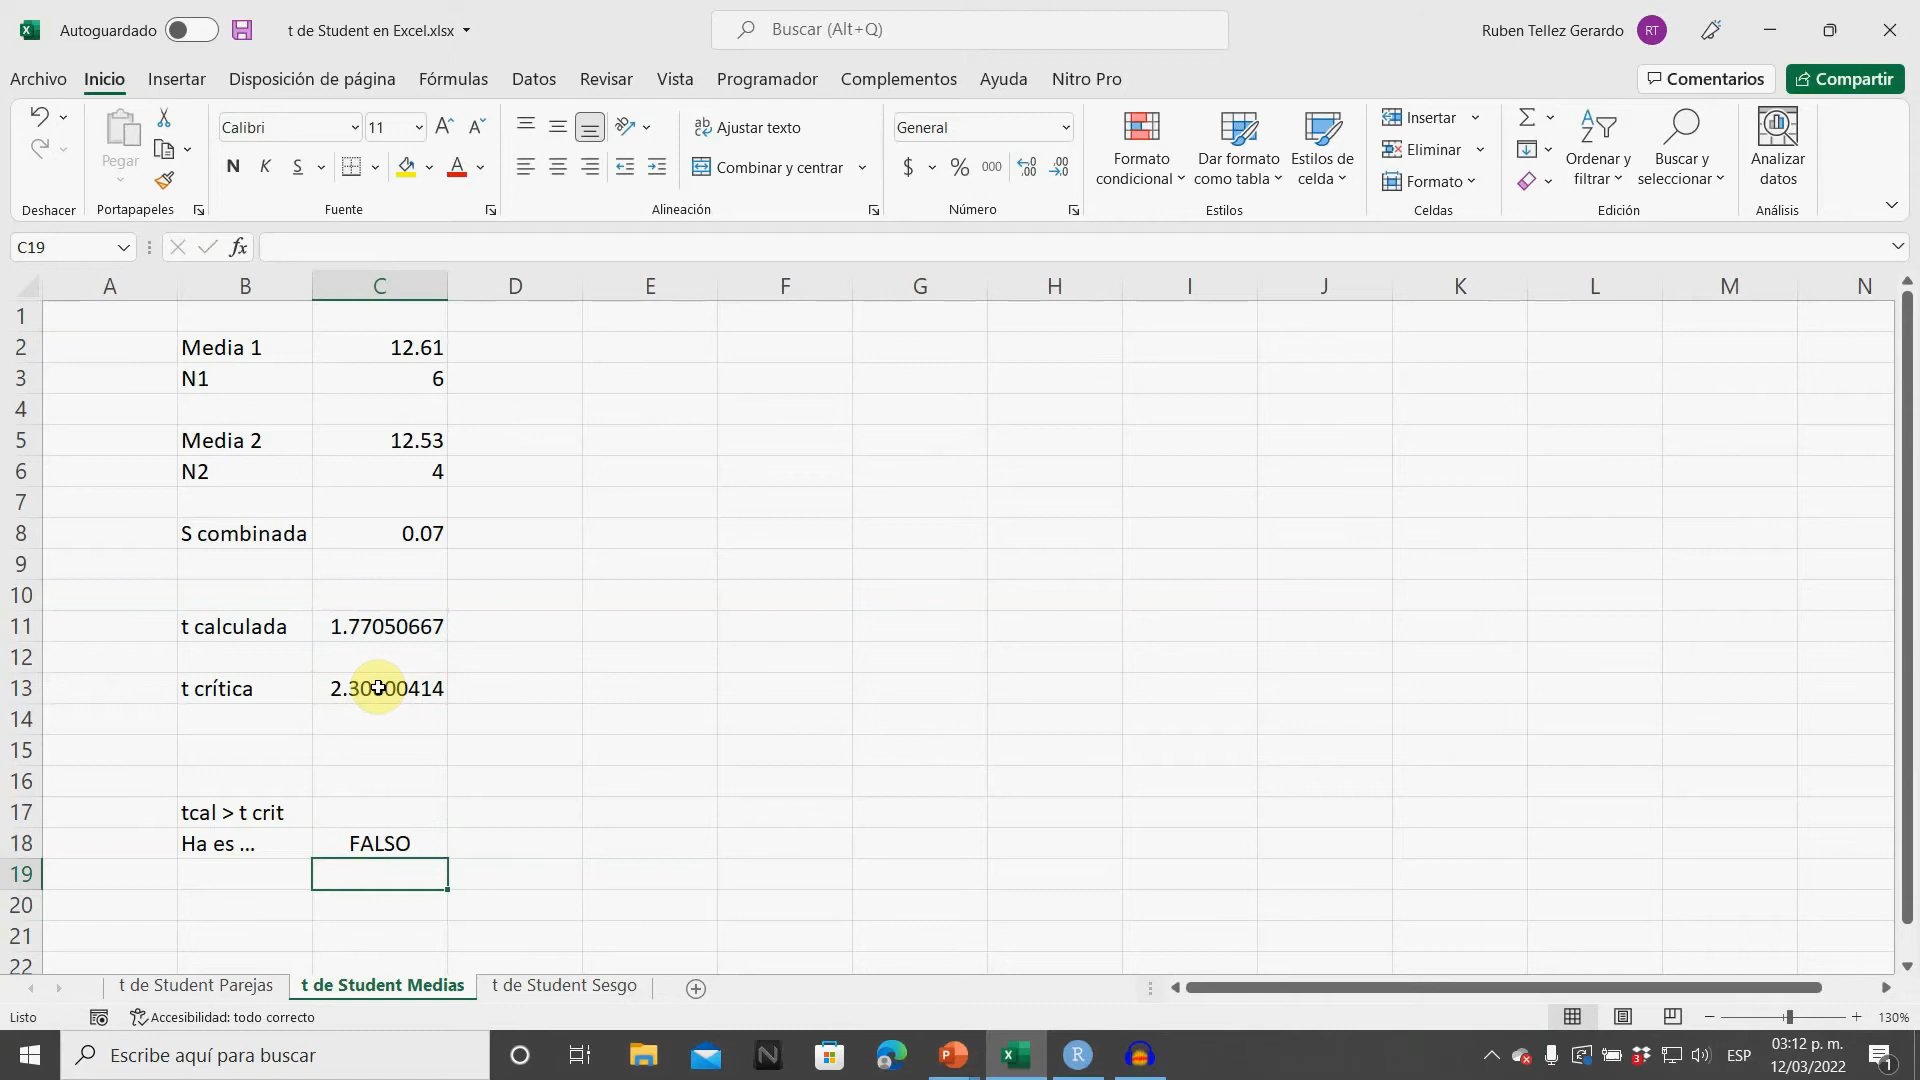 Autoguardado t de Student en Excel.xlsx Buscar (Alt+Q) Ruben Tellez Gerardo RT
Archivo Inicio Insertar Disposición de página Fórmulas Datos Revisar Vista Programador Complementos Ayuda Nitro Pro Comentarios Compartir
Pegar
Calibri 11
N K S
Ajustar texto
Combinar y centrar
General
$ % 000
Formato condicional
Dar formato como tabla
Estilos de celda
Insertar
Eliminar
Formato
Ordenar y filtrar
Buscar y seleccionar
Analizar datos
Deshacer Portapapeles Fuente Alineación Número Estilos Celdas Edición Análisis
C19 fx
A B C D E F G H I J K L M N
1
2 Media 1 12.61
3 N1 6
4
5 Media 2 12.53
6 N2 4
7
8 S combinada 0.07
9
10
11 t calculada 1.77050667
12
13 t crítica
14
15
16
17 tcal > t crit
18 Ha es ... FALSO
19
20
21
22
t de Student Parejas t de Student Medias t de Student Sesgo
Listo Accesibilidad: todo correcto 130%
Escribe aquí para buscar ESP 03:12 p. m.
12/03/2022